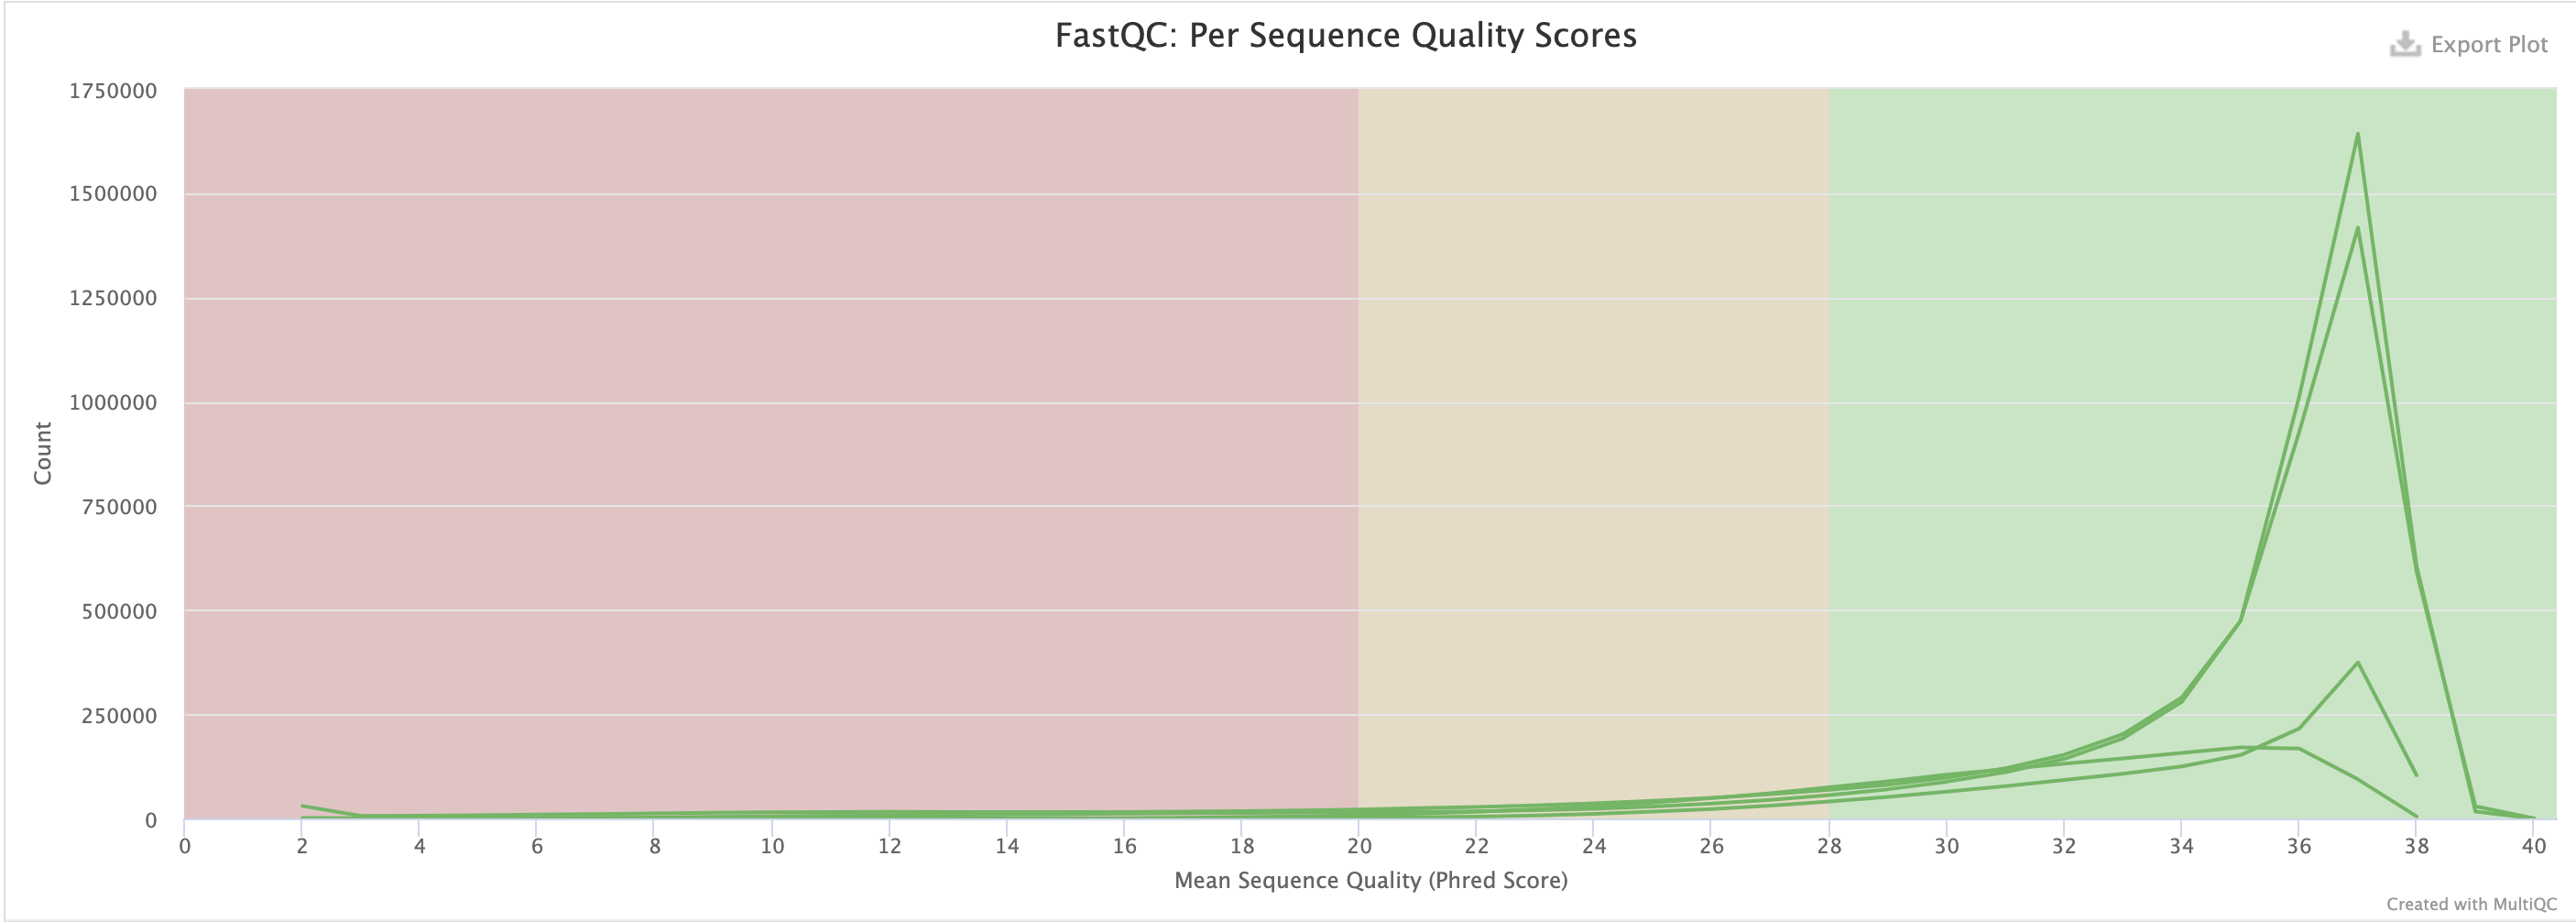 FastQC: Per Sequence Quality Scores
Export Plot
1750000
1500000
1250000
1000000
750000
500000
250000
0
Count
0 2 4 6 8 10 12 14 16 18 20 22 24 26 28 30 32 34 36 38 40
Mean Sequence Quality (Phred Score)
Created with MultiQC